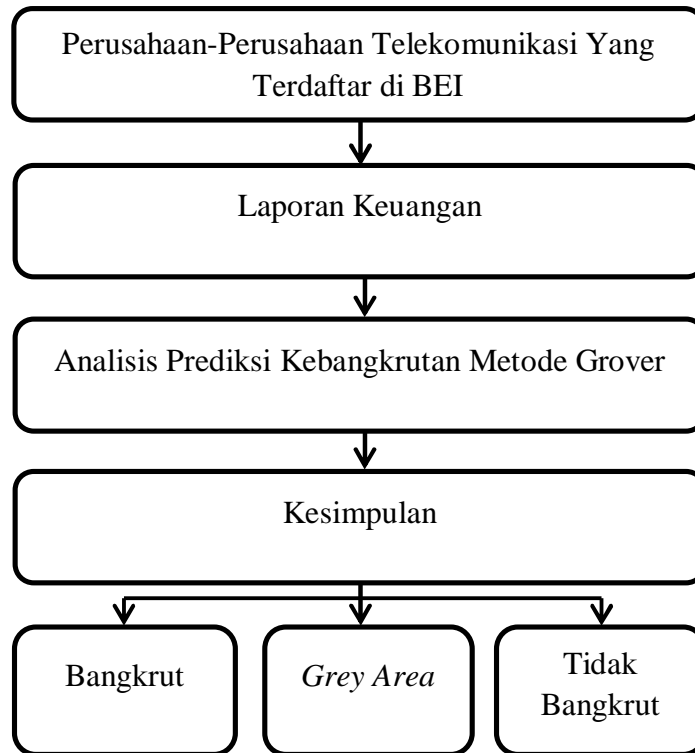 Perusahaan-Perusahaan Telekomunikasi Yang
Terdaftar di BEI
Laporan Keuangan
Analisis Prediksi Kebangkrutan Metode Grover
Kesimpulan
Bangkrut
Grey Area
Tidak
Bangkrut